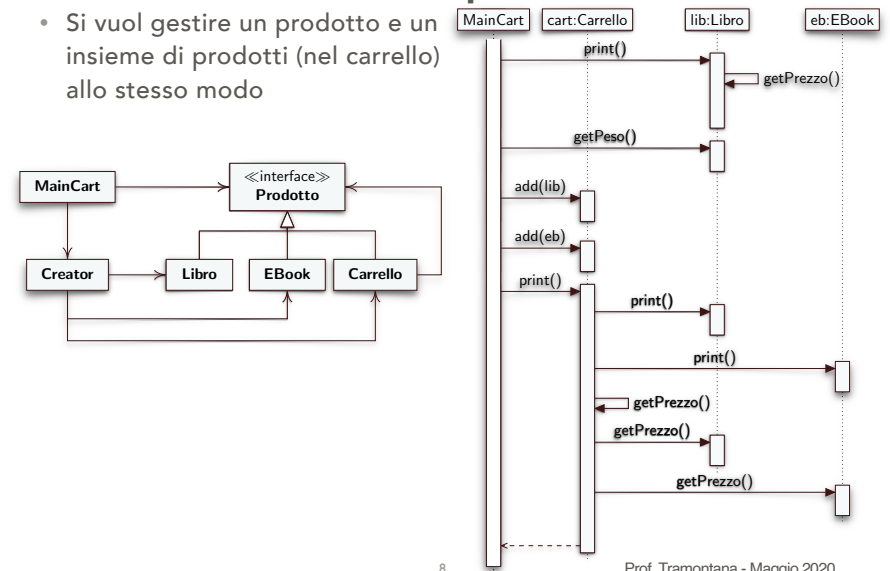 • Si vuol gestire un prodotto e un
insieme di prodotti (nel carrello)
allo stesso modo
MainCart
≪interface≫
Prodotto
Creator
Libro
EBook
Carrello
MainCart
cart:Carrello
lib:Libro
eb:EBook
print()
getPrezzo()
getPeso()
add(lib)
add(eb)
print()
print()
print()
getPrezzo()
getPrezzo()
getPrezzo()
8
Prof. Tramontana - Maggio 2020